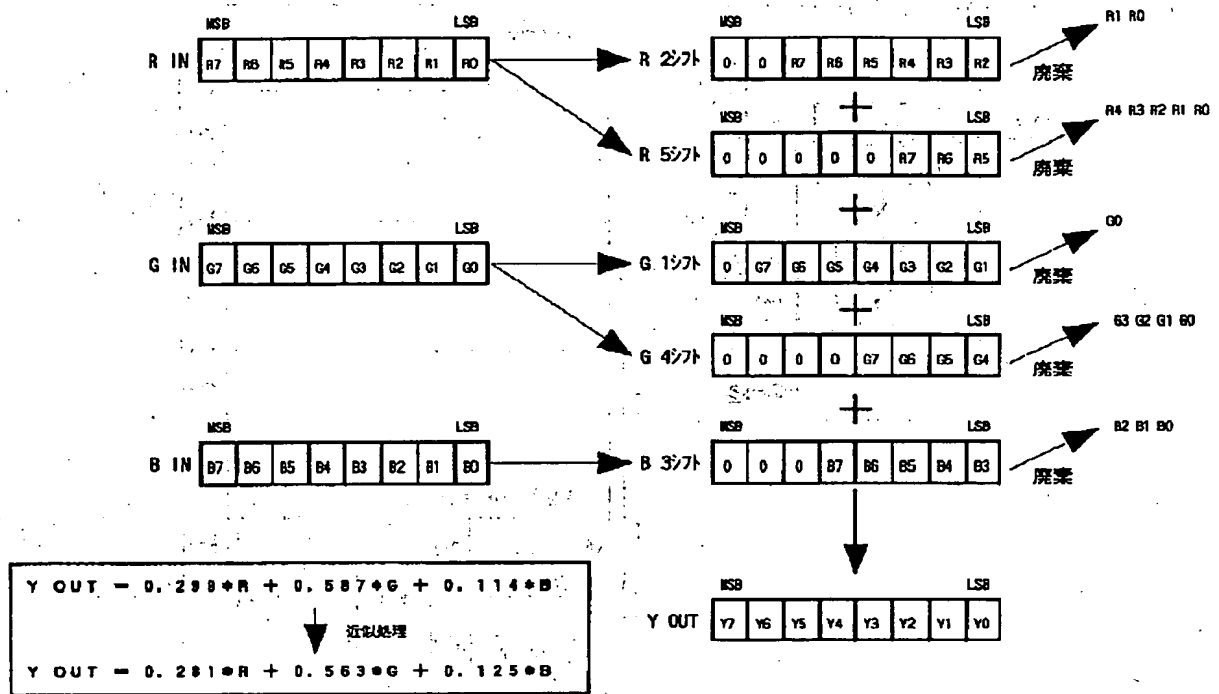 MSB LSB
R IN R7 R6 R5 R4 R3 R2 R1 R0
R 2シフト 0 0 R7 R6 R5 R4 R3 R2
R1 R0
廃棄
+
MSB LSB
R 5シフト 0 0 0 0 0 R7 R6 R5
R4 R3 R2 R1 R0
廃棄
+
MSB LSB
G IN G7 G6 G5 G4 G3 G2 G1 G0
MSB LSB
G 1シフト 0 G7 G6 G5 G4 G3 G2 G1
G0
廃棄
+
MSB LSB
G 4シフト 0 0 0 0 G7 G6 G5 G4
G3 G2 G1 G0
廃棄
+
MSB LSB
B IN B7 B6 B5 B4 B3 B2 B1 B0
MSB LSB
B 3シフト 0 0 0 B7 B6 B5 B4 B3
B2 B1 B0
廃棄
MSB LSB
Y OUT Y7 Y6 Y5 Y4 Y3 Y2 Y1 Y0
Y OUT = 0.299*R + 0.587*G + 0.114*B
近似処理
Y OUT = 0.281*R + 0.563*G + 0.125*B